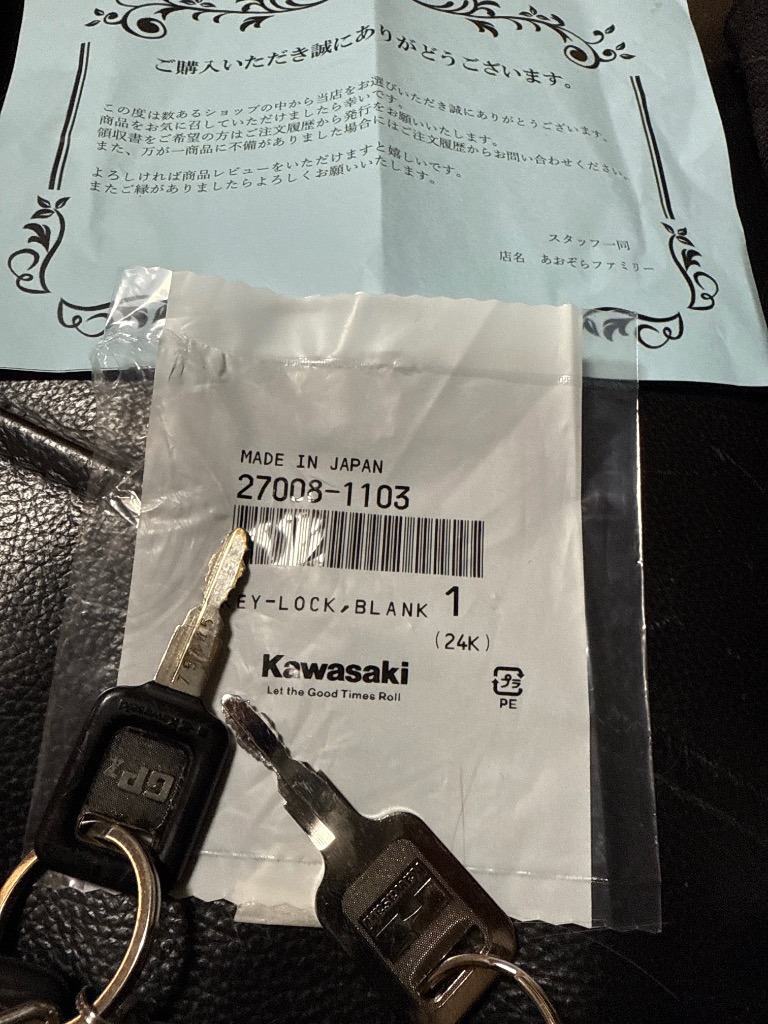 ご購入いただき誠にありがとうございます。
この度は数あるショップの中から当店をお選びいただき誠にありがとうございます。
商品をお気に召していただけましたら幸いです。
領収書をご希望の方はご注文履歴から発行をお願いいたします。
また、万が一商品に不備がありました場合にはご注文履歴からお問い合わせください。
よろしければ商品レビューをいただけますと嬉しいです。
またご縁がありましたらよろしくお願いいたします。
スタッフ一同
店名 あおぞらファミリー
MADE IN JAPAN
27008-1103
EY-LOCK,BLANK 1
(24K)
Kawasaki
Let the Good Times Roll
プラ
PE
GPz